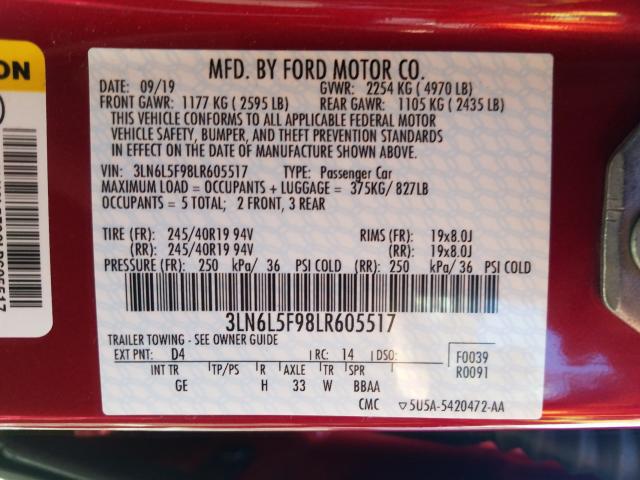 ON
MFD. BY FORD MOTOR CO.
DATE: 09/19 GVWR: 2254 KG ( 4970 LB)
FRONT GAWR: 1177 KG ( 2595 LB) REAR GAWR: 1105 KG ( 2435 LB)
THIS VEHICLE CONFORMS TO ALL APPLICABLE FEDERAL MOTOR
VEHICLE SAFETY, BUMPER, AND THEFT PREVENTION STANDARDS
IN EFFECT ON THE DATE OF MANUFACTURE SHOWN ABOVE.
VIN: 3LN6L5F98LR605517 TYPE: Passenger Car
MAXIMUM LOAD = OCCUPANTS + LUGGAGE = 375KG/ 827LB
OCCUPANTS = 5 TOTAL; 2 FRONT, 3 REAR
TIRE (FR): 245/40R19 94V RIMS (FR): 19x8.0J
(RR): 245/40R19 94V (RR): 19x8.0J
PRESSURE (FR): 250 kPa/ 36 PSI COLD (RR): 250 kPa/ 36 PSI COLD
3LN6L5F98LR605517
TRAILER TOWING - SEE OWNER GUIDE
EXT PNT: D4 RC: 14 DSO: F0039
INT TR TP/PS R AXLE TR SPR R0091
GE H 33 W BBAA
CMC ▽5U5A-5420472-AA